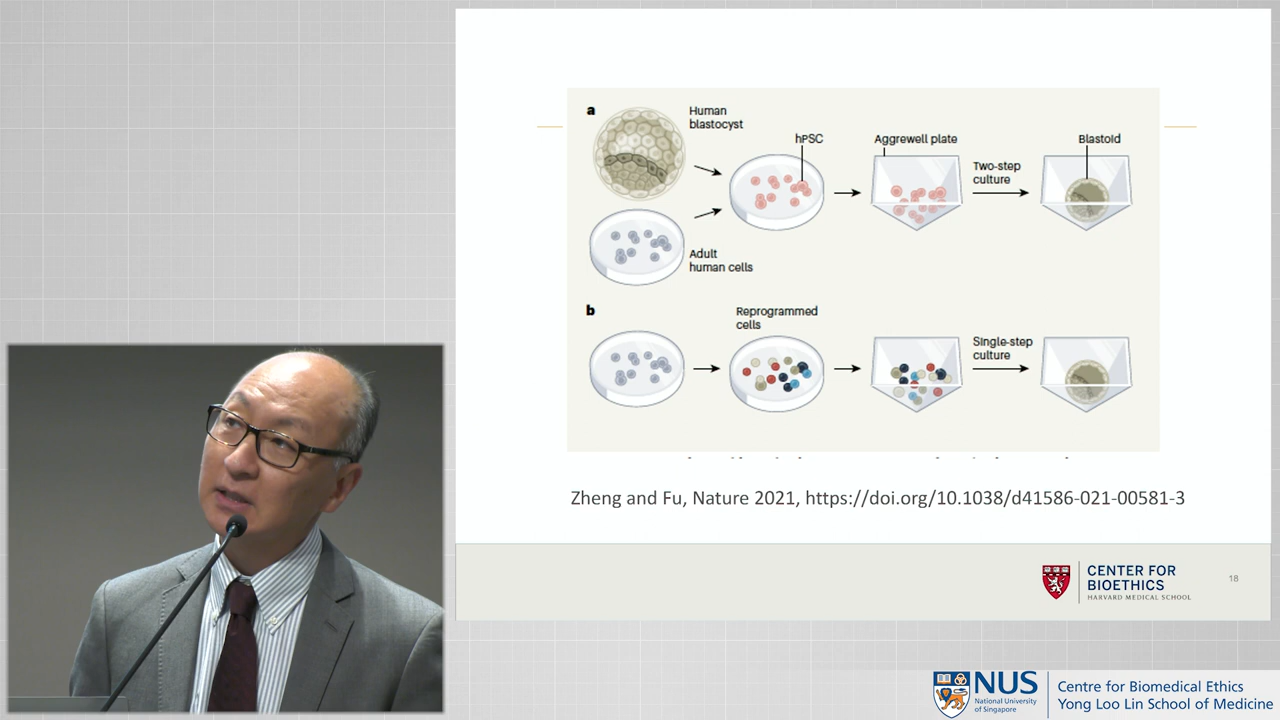 a
Human
blastocyst
hPSC
Aggrewell plate
Blastoid
Two-step
culture
Adult
human cells
b
Reprogrammed
cells
Single-step
culture
Zheng and Fu, Nature 2021, https://doi.org/10.1038/d41586-021-00581-3
CENTER FOR
BIOETHICS
HARVARD MEDICAL SCHOOL
18
NUS
National University
of Singapore
Centre for Biomedical Ethics
Yong Loo Lin School of Medicine